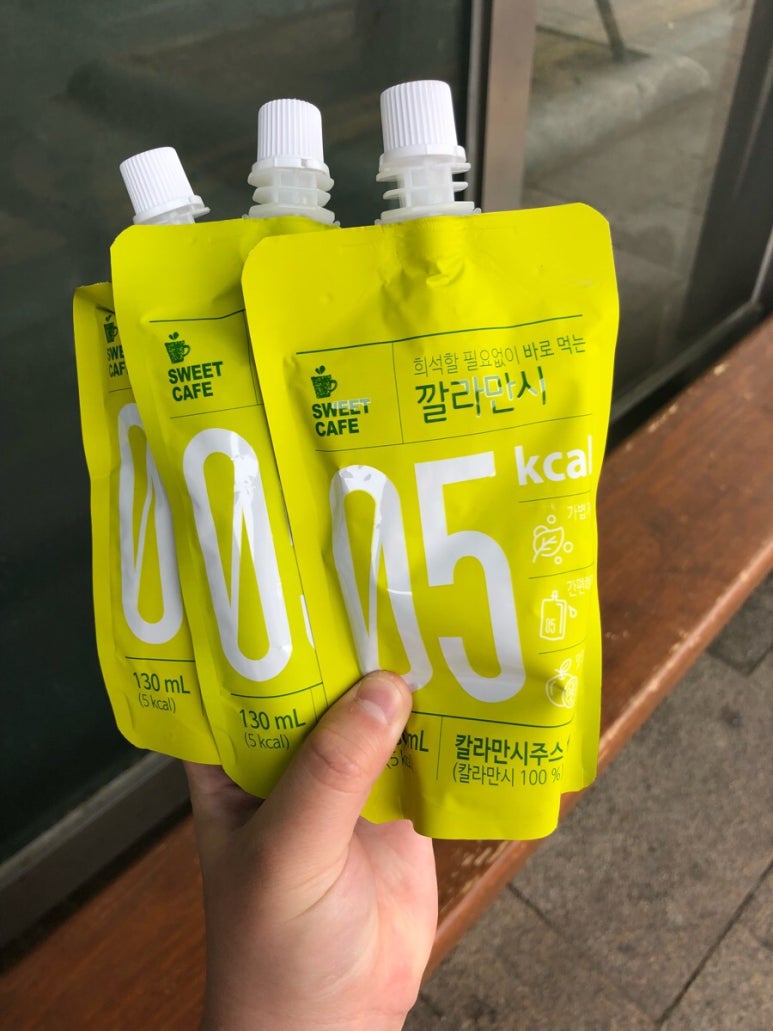 SWEET
CAFE
130 mL
(5 kcal)
SWEET
CAFE
130 mL
(5 kcal)
SWEET
CAFE
희석할 필요없이 바로 먹는
깔라만시
05
kcal
05
칼라만시주스
(칼라만시 100 %)